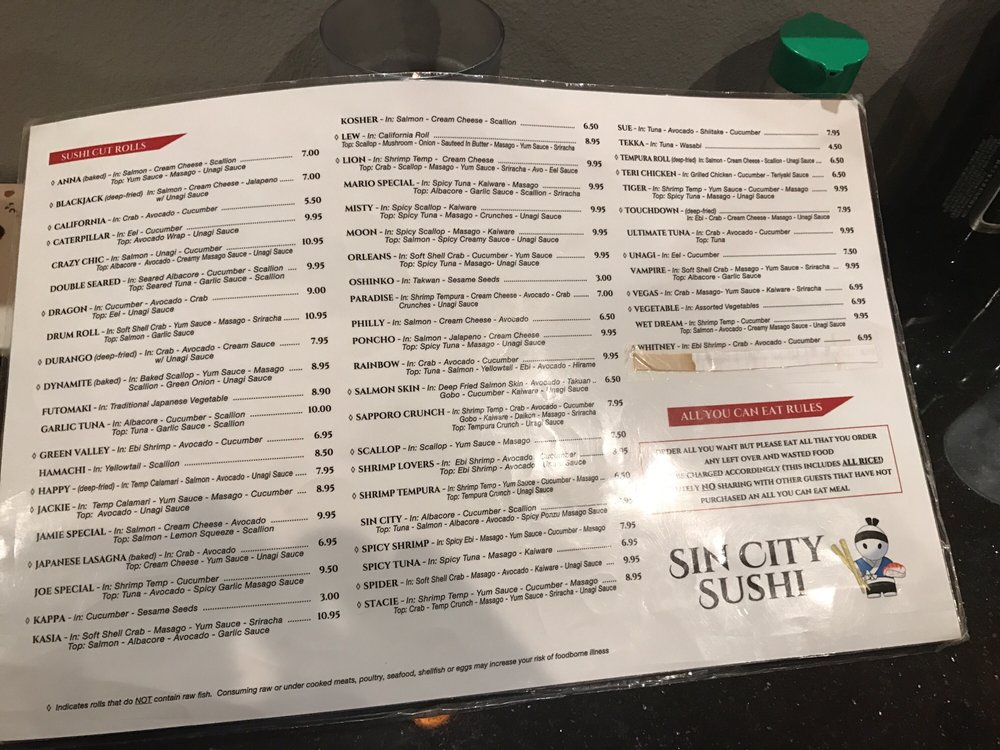 SUSHI CUT ROLLS
◊ ANNA (baked) - In: Salmon - Cream Cheese - Scallion 7.00
Top: Yum Sauce - Masago - Unagi Sauce
◊ BLACKJACK (deep-fried) In: Salmon - Cream Cheese - Jalapeno 7.00
w/ Unagi Sauce
◊ CALIFORNIA - In: Crab - Avocado - Cucumber 5.50
◊ CATERPILLAR - In: Eel - Cucumber 9.95
Top: Avocado Wrap - Unagi Sauce
CRAZY CHIC - In: Salmon - Unagi - Cucumber 10.95
Top: Albacore - Avocado - Creamy Masago Sauce - Unagi Sauce
DOUBLE SEARED - In: Seared Albacore - Cucumber - Scallion 9.95
Top: Seared Tuna - Garlic Sauce - Scallion
◊ DRAGON - In: Cucumber - Avocado - Crab 9.00
Top: Eel - Unagi Sauce
DRUM ROLL - In: Soft Shell Crab - Yum Sauce - Masago - Sriracha 10.95
Top: Salmon - Garlic Sauce
◊ DURANGO (deep-fried) - In: Crab - Avocado - Cream Sauce 7.95
w/ Unagi Sauce
◊ DYNAMITE (baked) - In: Baked Scallop - Yum Sauce - Masago 8.95
Scallion - Green Onion - Unagi Sauce
FUTOMAKI - In: Traditional Japanese Vegetable 8.90
GARLIC TUNA - In: Albacore - Cucumber - Scallion 10.00
Top: Tuna - Garlic Sauce - Scallion
◊ GREEN VALLEY - In: Ebi Shrimp - Avocado - Cucumber 6.95
HAMACHI - In: Yellowtail - Scallion 8.50
◊ HAPPY - (deep-fried) - In: Temp Calamari - Salmon - Avocado - Unagi Sauce 7.95
◊ JACKIE - In: Temp Calamari - Yum Sauce - Masago - Cucumber 8.95
Top: Avocado - Unagi Sauce
JAMIE SPECIAL - In: Salmon - Cream Cheese - Avocado 9.95
Top: Salmon - Lemon Squeeze - Scallion
◊ JAPANESE LASAGNA (baked) - In: Crab - Avocado 6.95
Top: Cream Cheese - Yum Sauce - Unagi Sauce
JOE SPECIAL - In: Shrimp Temp - Cucumber 9.50
Top: Tuna - Avocado - Spicy Garlic Masago Sauce
◊ KAPPA - In: Cucumber - Sesame Seeds 3.00
KASIA - In: Soft Shell Crab - Masago - Yum Sauce - Sriracha 10.95
Top: Salmon - Albacore - Avocado - Garlic Sauce
KOSHER - In: Salmon - Cream Cheese - Scallion 6.50
◊ LEW - In: California Roll 8.95
Top: Scallop - Mushroom - Onion - Sauteed In Butter - Masago - Yum Sauce - Sriracha
◊ LION - In: Shrimp Temp - Cream Cheese 9.95
Top: Crab - Scallop - Masago - Yum Sauce - Sriracha - Avo - Eel Sauce
MARIO SPECIAL - In: Spicy Tuna - Kaiware - Masago 9.95
Top: Albacore - Garlic Sauce - Scallion - Sriracha
MISTY - In: Spicy Scallop - Kaiware 9.95
Top: Spicy Tuna - Masago - Crunches - Unagi Sauce
MOON - In: Spicy Scallop - Masago - Kaiware 9.95
Top: Salmon - Spicy Creamy Sauce - Unagi Sauce
ORLEANS - In: Soft Shell Crab - Cucumber - Yum Sauce 9.95
Top: Spicy Tuna - Masago- Unagi Sauce
OSHINKO - In: Takwan - Sesame Seeds 3.00
PARADISE - In: Shrimp Tempura - Cream Cheese - Avocado - Crab 7.00
Crunches - Unagi Sauce
PHILLY - In: Salmon - Cream Cheese - Avocado 6.50
PONCHO - In: Salmon - Jalapeno - Cream Cheese 9.95
Top: Spicy Tuna - Masago - Unagi Sauce
RAINBOW - In: Crab - Avocado - Cucumber 9.95
Top: Tuna - Salmon - Yellowtail - Ebi - Avocado - Hirame
◊ SALMON SKIN - In: Deep Fried Salmon Skin - Avocado - Takuan 6.50
Gobo - Cucumber - Kaiware - Unagi Sauce
◊ SAPPORO CRUNCH - In: Shrimp Temp - Crab - Avocado - Cucumber 7.95
Gobo - Kaiware - Daikon - Masago - Sriracha
Top: Tempura Crunch - Unagi Sauce
◊ SCALLOP - In: Scallop - Yum Sauce - Masago 7.50
◊ SHRIMP LOVERS - In: Ebi Shrimp - Avocado - Cucumber 8.95
Top: Ebi Shrimp - Avocado - Unagi Sauce
◊ SHRIMP TEMPURA - In: Shrimp Temp - Yum Sauce - Cucumber - Masago 6.50
Top: Tempura Crunch - Unagi Sauce
SIN CITY - In: Albacore - Cucumber - Scallion
Top: Tuna - Salmon - Albacore - Avocado - Spicy Ponzu Masago Sauce
◊ SPICY SHRIMP - In: Spicy Ebi - Masago - Yum Sauce - Cucumber 7.95
SPICY TUNA - In: Spicy Tuna - Masago - Kaiware 6.95
◊ SPIDER - In: Soft Shell Crab - Masago - Avocado - Kaiware - Unagi Sauce 9.95
◊ STACIE - In: Shrimp Temp - Yum Sauce - Cucumber - Masago 8.95
Top: Crab - Temp Crunch - Masago - Yum Sauce - Sriracha - Unagi Sauce
SUE - In: Tuna - Avocado - Shiitake - Cucumber 7.95
TEKKA - In: Tuna - Wasabi 4.50
◊ TEMPURA ROLL (deep-fried) In: Salmon - Cream Cheese - Scallion - Unagi Sauce 6.50
◊ TERI CHICKEN - In: Grilled Chicken - Cucumber - Teriyaki Sauce 6.50
TIGER - In: Shrimp Temp - Yum Sauce - Masago - Cucumber 9.95
Top: Spicy Tuna - Masago - Unagi Sauce
◊ TOUCHDOWN - (deep-fried) 7.95
In: Ebi - Crab - Cream Cheese - Masago - Unagi Sauce
ULTIMATE TUNA - In: Crab - Avocado - Cucumber 9.95
Top: Tuna
◊ UNAGI - In: Eel - Cucumber 7.50
VAMPIRE - In: Soft Shell Crab - Masago - Yum Sauce - Sriracha 9.95
Top: Albacore - Garlic Sauce
◊ VEGAS - In: Crab - Masago- Yum Sauce - Kaiware - Sriracha 6.95
◊ VEGETABLE - In: Assorted Vegetables 6.95
WET DREAM - In: Shrimp Temp - Cucumber 9.95
Top: Salmon - Avocado - Creamy Masago Sauce - Unagi Sauce
◊ WHITNEY - In: Ebi Shrimp - Crab - Avocado - Cucumber 6.95
ALL YOU CAN EAT RULES
ORDER ALL YOU WANT BUT PLEASE EAT ALL THAT YOU ORDER
ANY LEFT OVER AND WASTED FOOD
CHARGED ACCORDINGLY (THIS INCLUDES ALL RICE)
NO SHARING WITH OTHER GUESTS THAT HAVE NOT
PURCHASED AN ALL YOU CAN EAT MEAL
SIN CITY
SUSHI
◊ Indicates rolls that do NOT contain raw fish. Consuming raw or under cooked meats, poultry, seafood, shellfish or eggs may increase your risk of foodborne illness